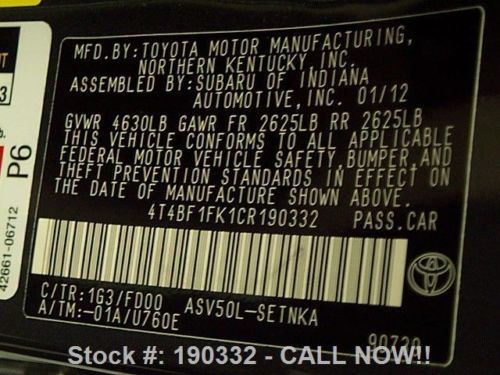 MFD.BY:TOYOTA MOTOR MANUFACTURING,
NORTHERN KENTUCKY,INC.
ASSEMBLED BY:SUBARU OF INDIANA
AUTOMOTIVE,INC. 01/12
GVWR 4630LB GAWR FR 2625LB RR 2625LB
THIS VEHICLE CONFORMS TO ALL APPLICABLE
FEDERAL MOTOR VEHICLE SAFETY,BUMPER,AND
THEFT PREVENTION STANDARDS IN EFFECT ON
THE DATE OF MANUFACTURE SHOWN ABOVE.
4T4BF1FK1CR190332 PASS.CAR
C/TR:1G3/FD00 ASV50L-SETNKA
A/TM:-01A/U760E
90730
P6
42661-06712
Stock #: 190332 - CALL NOW!!